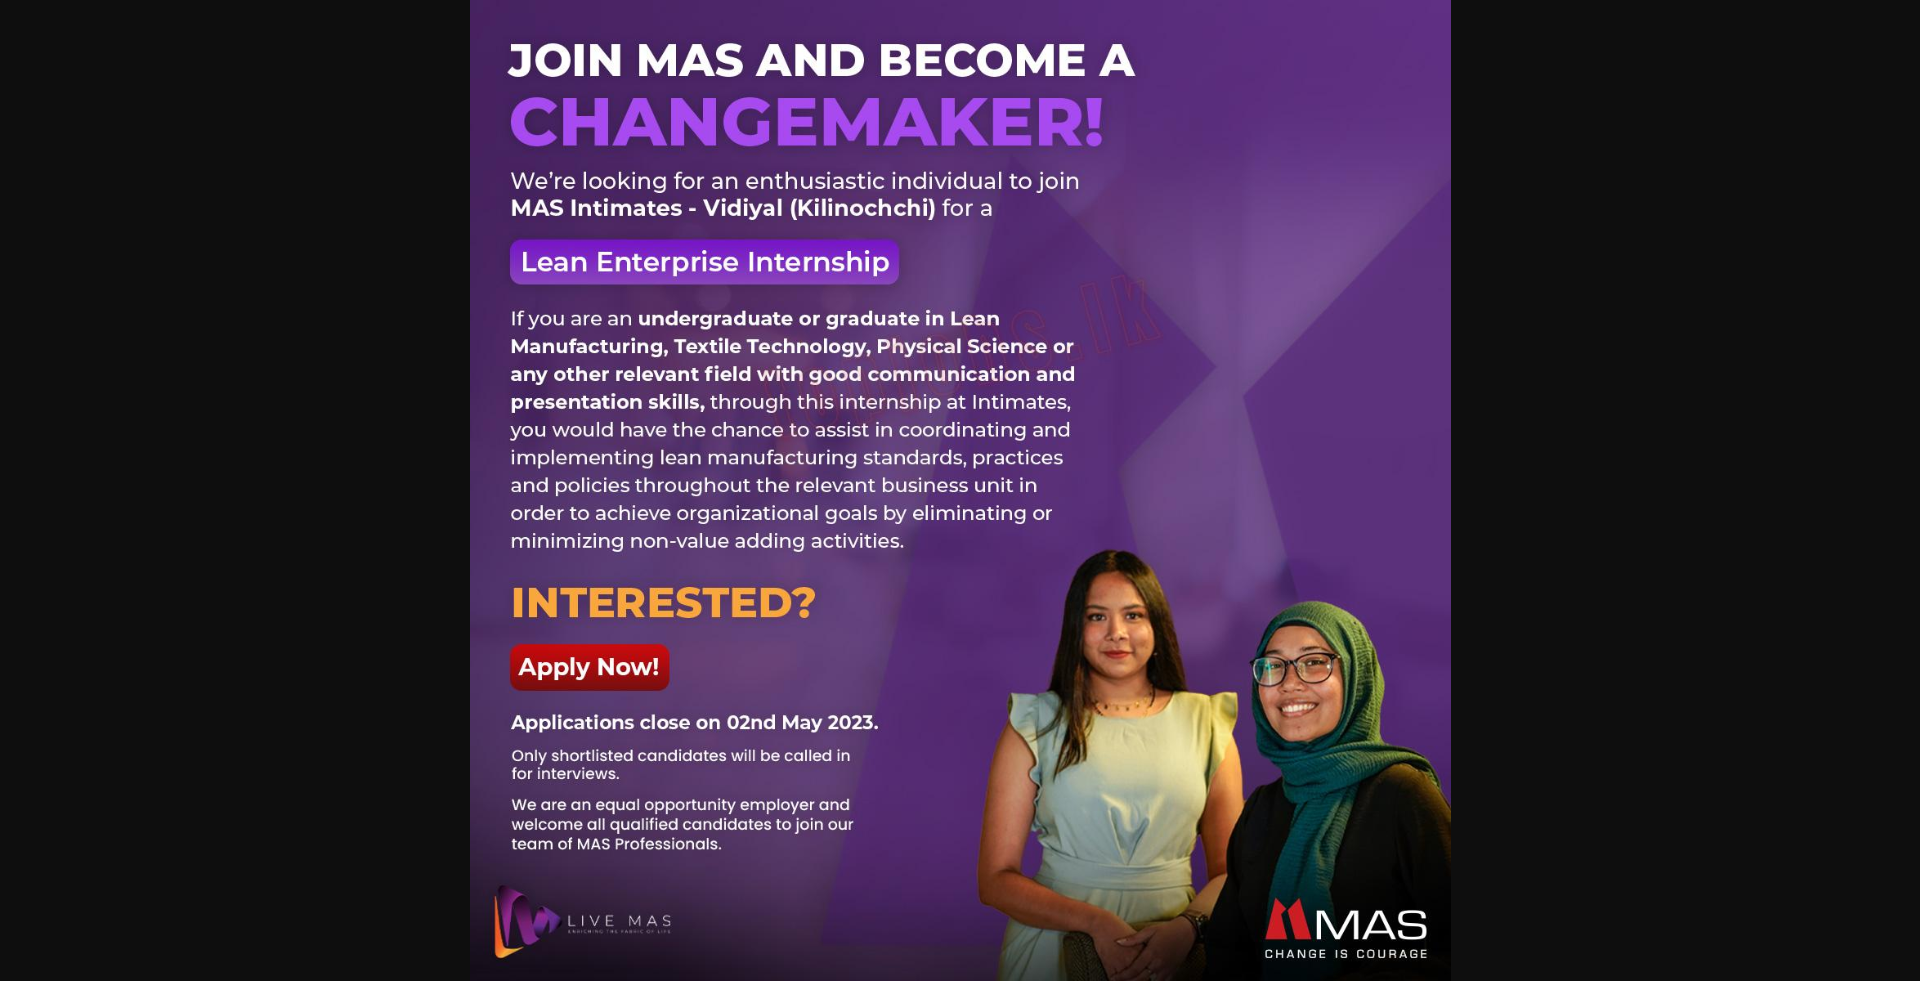 JOIN MAS AND BECOME A
CHANGEMAKER!
We’re looking for an enthusiastic individual to join
MAS Intimates - Vidiyal (Kilinochchi) for a
Lean Enterprise Internship
If you are an undergraduate or graduate in Lean
Manufacturing, Textile Technology, Physical Science or
any other relevant field with good communication and
presentation skills, through this internship at Intimates,
you would have the chance to assist in coordinating and
implementing lean manufacturing standards, practices
and policies throughout the relevant business unit in
order to achieve organizational goals by eliminating or
minimizing non-value adding activities.
INTERESTED?
Apply Now!
Applications close on 02nd May 2023.
Only shortlisted candidates will be called in
for interviews.
We are an equal opportunity employer and
welcome all qualified candidates to join our
team of MAS Professionals.
LIVE MAS
ENRICHING THE FABRIC OF LIFE
MAS
CHANGE IS COURAGE